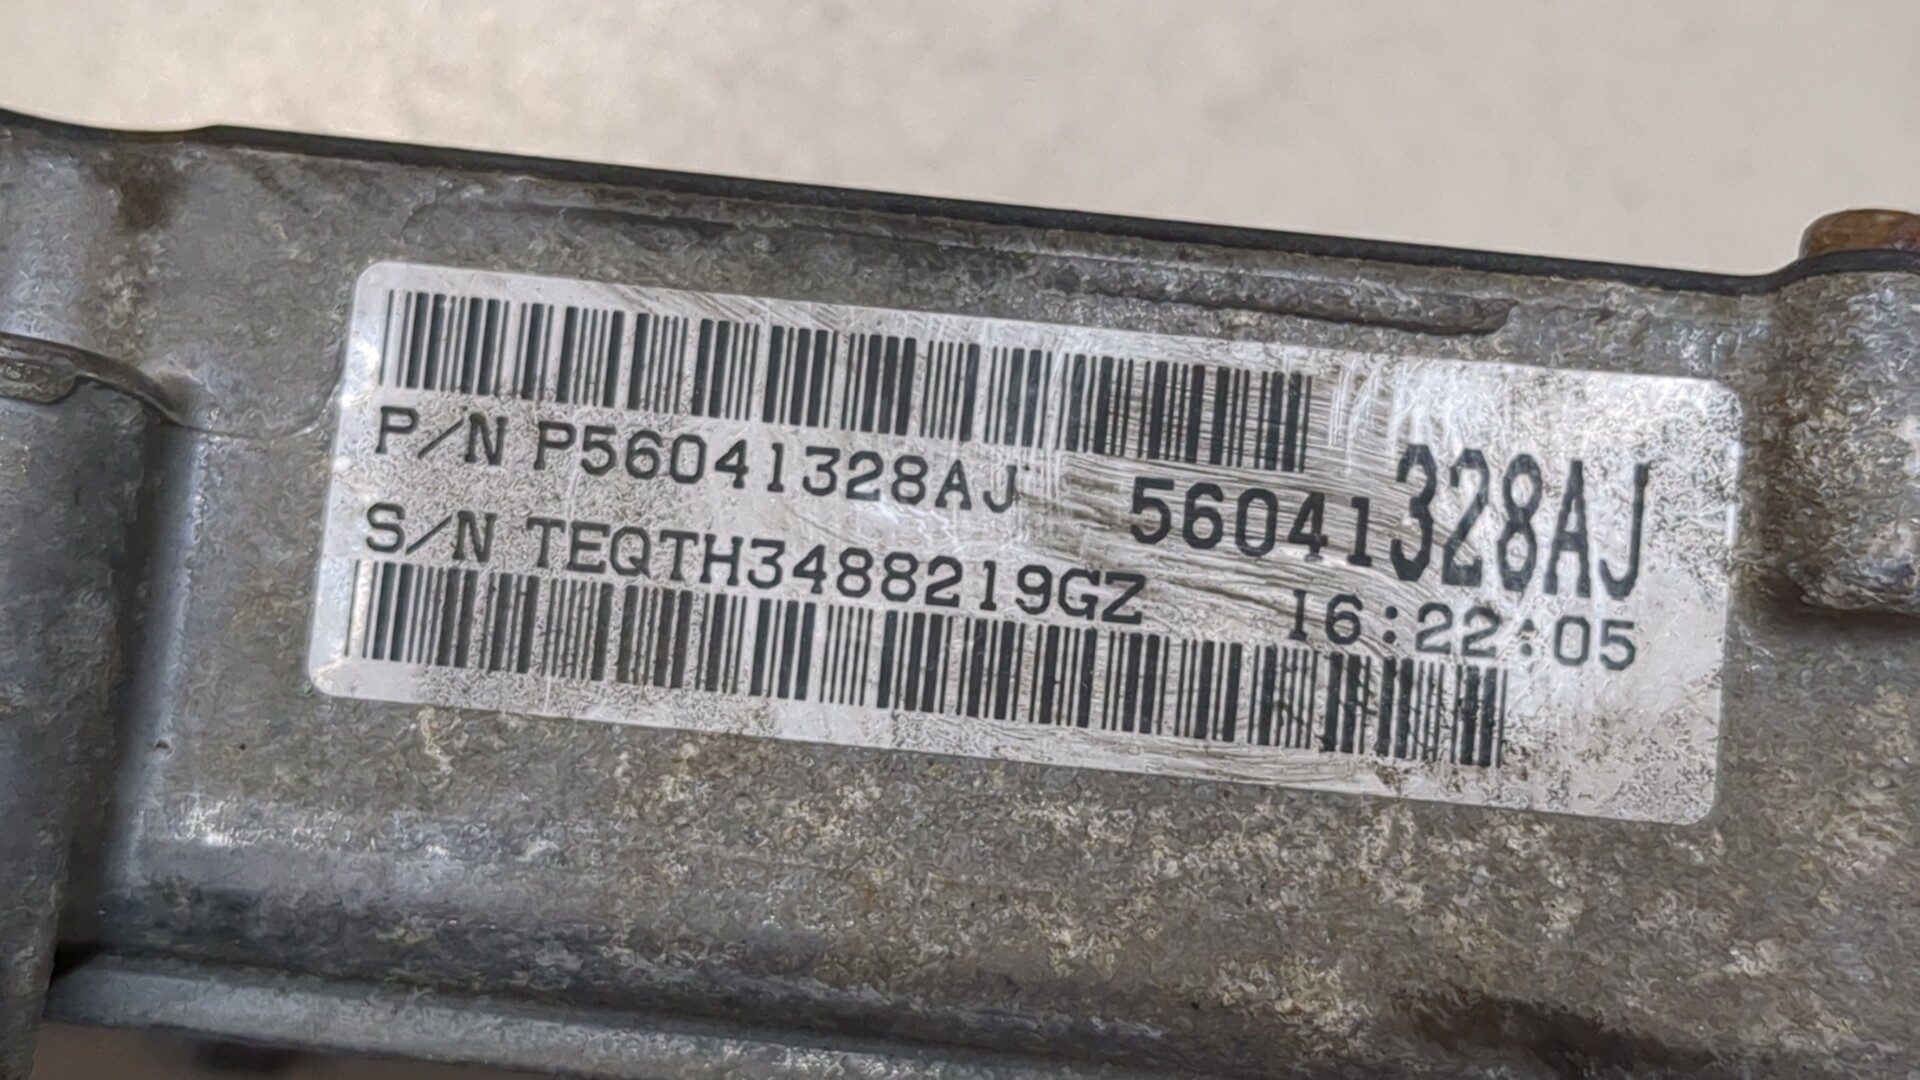 P/N P56041328AJ 56041328AJ
S/N TEQTH3488219GZ 16:22:05